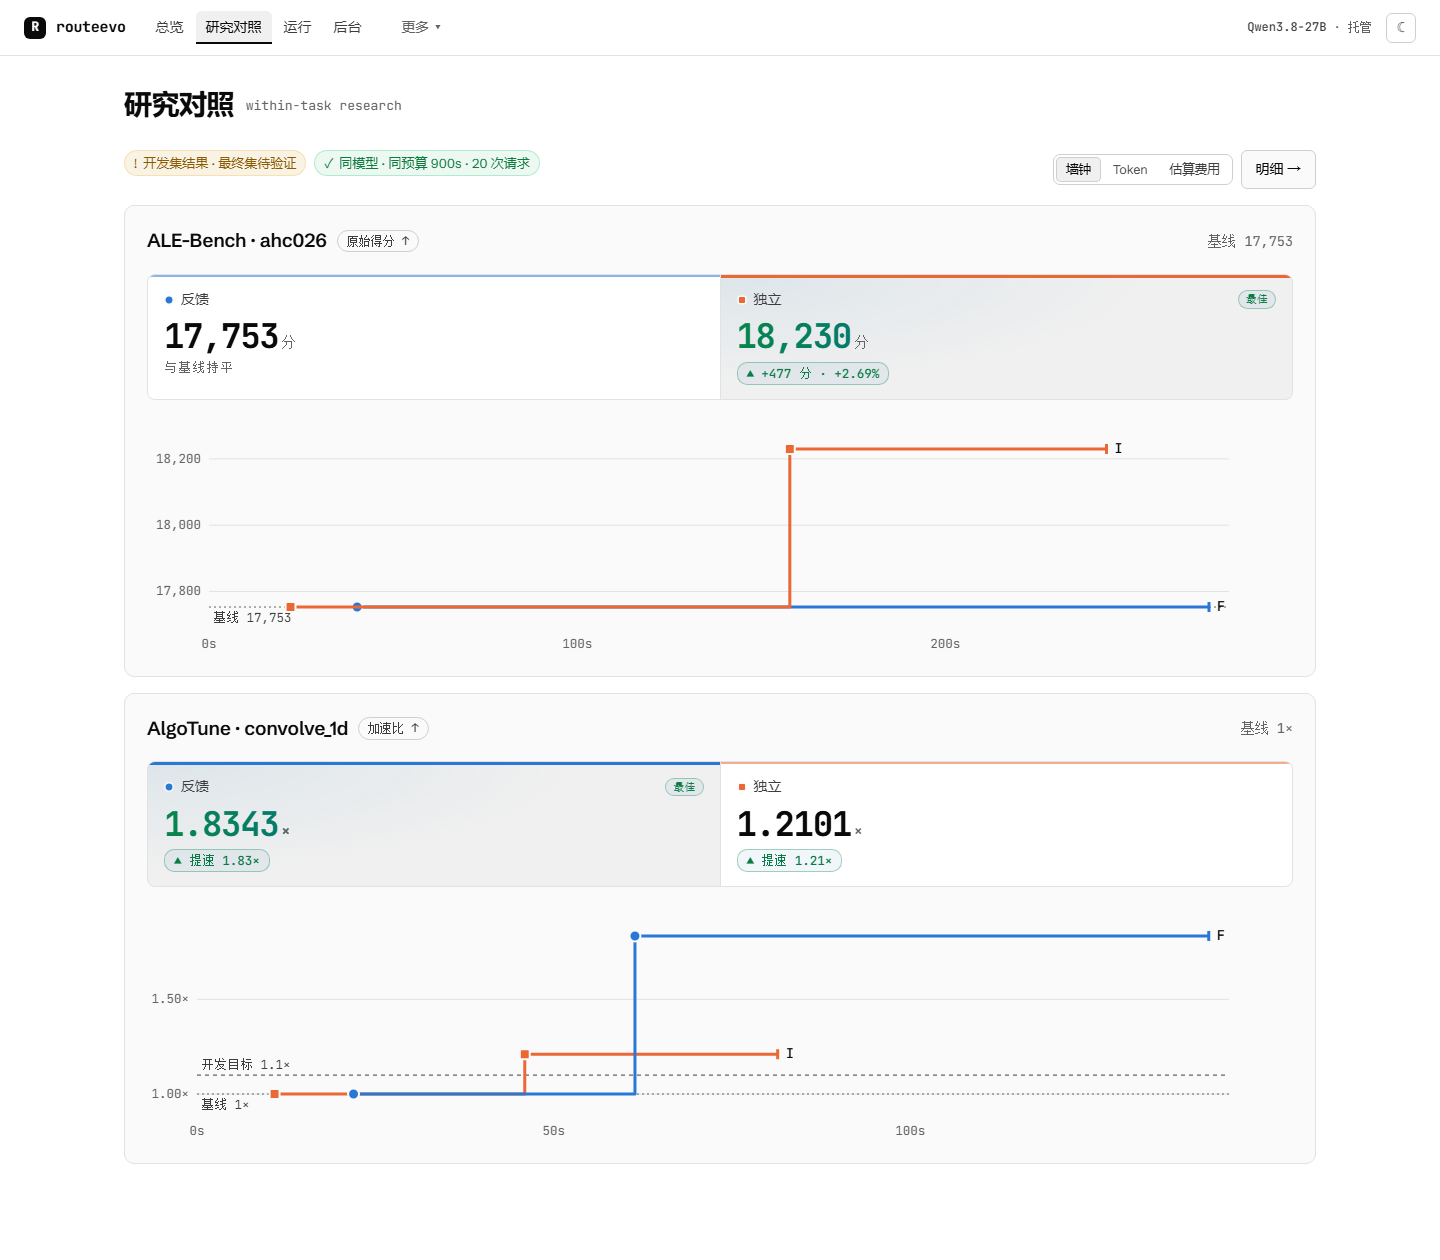 R routeevo 总览 研究对照 运行 后台 更多 ▾ Qwen3.8-27B · 托管 ☾
研究对照 within-task research
! 开发集结果 · 最终集待验证 ✓ 同模型 · 同预算 900s · 20 次请求 墙钟 Token 估算费用 明细 →
ALE-Bench · ahc026 原始得分 ↑ 基线 17,753
反馈
17,753分
与基线持平
独立 最佳
18,230分
▲ +477 分 · +2.69%
18,200
18,000
17,800
基线 17,753
I
F
0s 100s 200s
AlgoTune · convolve_1d 加速比 ↑ 基线 1×
反馈 最佳
1.8343×
▲ 提速 1.83×
独立
1.2101×
▲ 提速 1.21×
F
1.50×
I
开发目标 1.1×
1.00×
基线 1×
0s 50s 100s